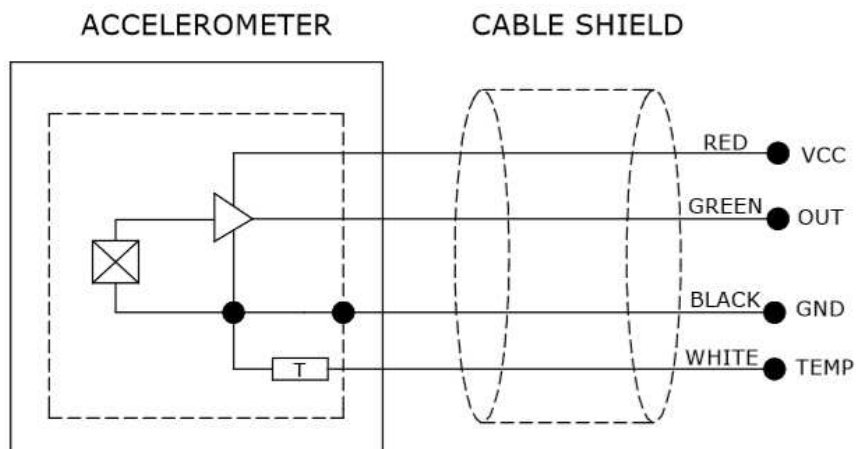 ACCELEROMETER
CABLE SHIELD
RED
VCC
GREEN
OUT
BLACK
GND
T
WHITE
TEMP